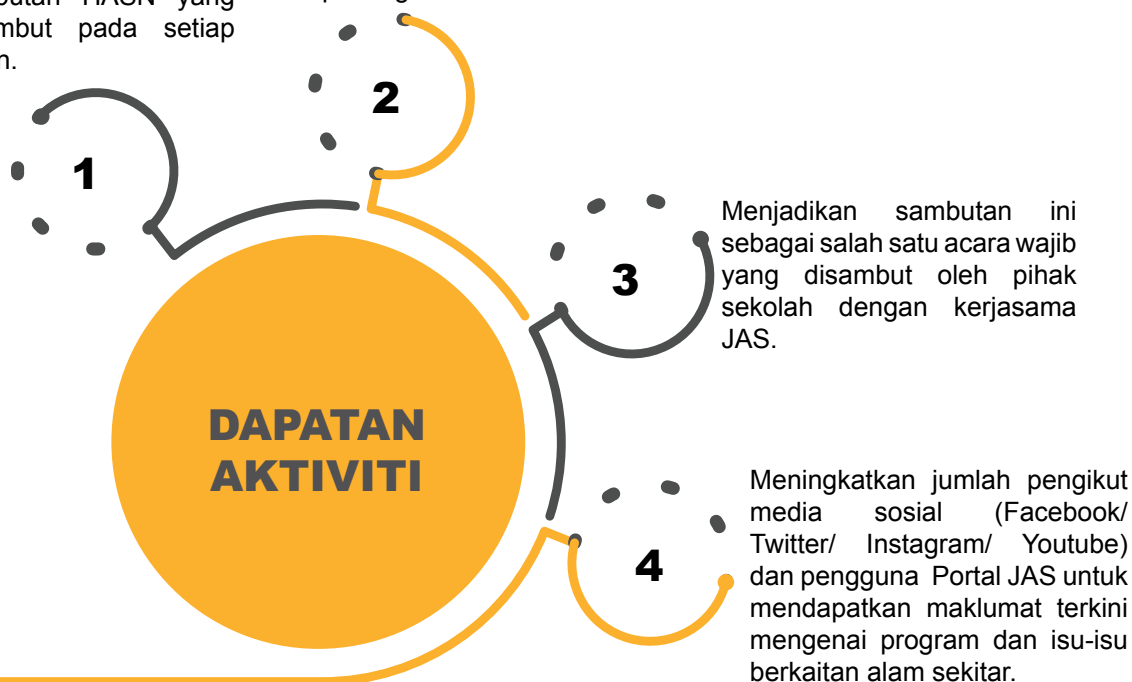 yang
pada setiap
1
2
3
Menjadikan sambutan ini
sebagai salah satu acara wajib
yang disambut oleh pihak
sekolah dengan kerjasama
JAS.
DAPATAN
AKTIVITI
4
Meningkatkan jumlah pengikut
media sosial (Facebook/
Twitter/ Instagram/ Youtube)
dan pengguna Portal JAS untuk
mendapatkan maklumat terkini
mengenai program dan isu-isu
berkaitan alam sekitar.